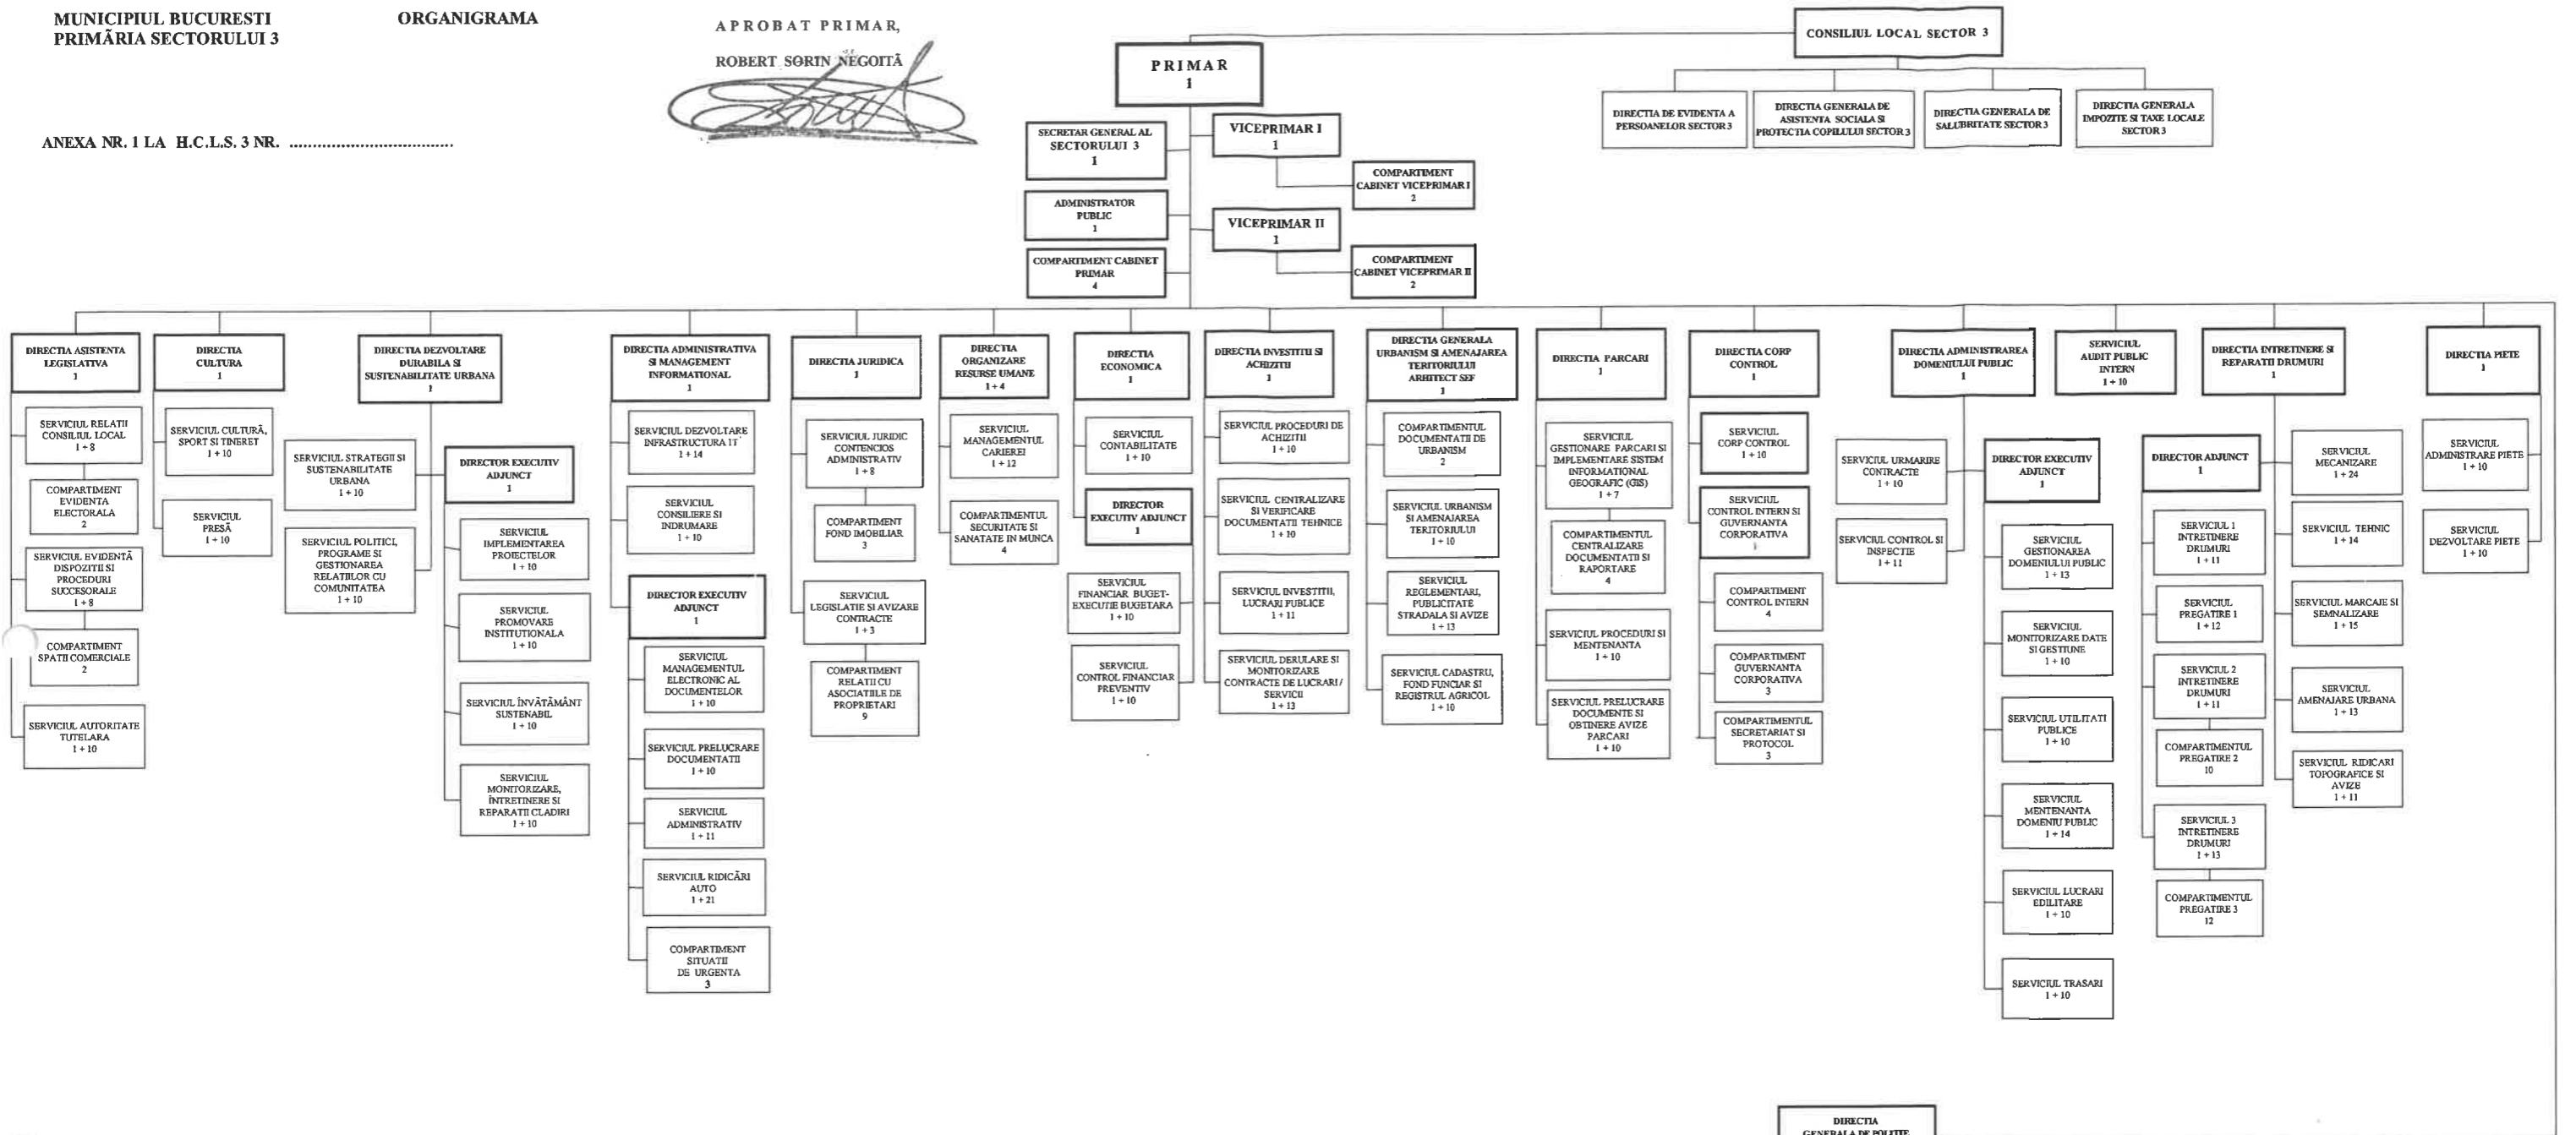 MUNICIPIUL BUCURESTI
PRIMĂRIA SECTORULUI 3
ORGANIGRAMA
APROBAT PRIMAR,
ROBERT SORIN NEGOITĂ
ANEXA NR. 1 LA H.C.L.S. 3 NR. ..................................
CONSILIUL LOCAL SECTOR 3
DIRECTIA DE EVIDENTA A
PERSOANELOR SECTOR 3
DIRECTIA GENERALA DE
ASISTENTA SOCIALA SI
PROTECTIA COPILULUI SECTOR 3
DIRECTIA GENERALA DE
SALUBRITATE SECTOR 3
DIRECTIA GENERALA
IMPOZITE SI TAXE LOCALE
SECTOR 3
PRIMAR
1
SECRETAR GENERAL AL
SECTORULUI 3
1
VICEPRIMAR I
1
COMPARTIMENT
CABINET VICEPRIMAR I
2
ADMINISTRATOR
PUBLIC
1
VICEPRIMAR II
1
COMPARTIMENT CABINET
PRIMAR
4
COMPARTIMENT
CABINET VICEPRIMAR II
2
DIRECTIA ASISTENTA
LEGISLATIVA
1
SERVICIUL RELATII
CONSILIUL LOCAL
1 + 8
COMPARTIMENT
EVIDENTA
ELECTORALA
2
SERVICIUL EVIDENTĂ
DISPOZITII SI
PROCEDURI
SUCCESORALE
1 + 8
COMPARTIMENT
SPATII COMERCIALE
2
SERVICIUL AUTORITATE
TUTELARA
1 + 10
DIRECTIA
CULTURA
1
SERVICIUL CULTURĂ,
SPORT SI TINERET
1 + 10
SERVICIUL
PRESĂ
1 + 10
DIRECTIA DEZVOLTARE
DURABILA SI
SUSTENABILITATE URBANA
1
SERVICIUL STRATEGII SI
SUSTENABILITATE
URBANA
1 + 10
SERVICIUL POLITICI,
PROGRAME SI
GESTIONAREA
RELATIILOR CU
COMUNITATEA
1 + 10
DIRECTOR EXECUTIV
ADJUNCT
1
SERVICIUL
IMPLEMENTAREA
PROIECTELOR
1 + 10
SERVICIUL
PROMOVARE
INSTITUTIONALA
1 + 10
SERVICIUL ÎNVĂTĂMÂNT
SUSTENABIL
1 + 10
SERVICIUL
MONITORIZARE,
ÎNTRETINERE SI
REPARATII CLADIRI
1 + 10
DIRECTIA ADMINISTRATIVA
SI MANAGEMENT
INFORMATIONAL
1
SERVICIUL DEZVOLTARE
INFRASTRUCTURA IT
1 + 14
SERVICIUL
CONSILIERE SI
INDRUMARE
1 + 10
DIRECTOR EXECUTIV
ADJUNCT
1
SERVICIUL
MANAGEMENTUL
ELECTRONIC AL
DOCUMENTELOR
1 + 10
SERVICIUL PRELUCRARE
DOCUMENTATII
1 + 10
SERVICIUL
ADMINISTRATIV
1 + 11
SERVICIUL RIDICĂRI
AUTO
1 + 21
COMPARTIMENT
SITUATII
DE URGENTA
3
DIRECTIA JURIDICA
1
SERVICIUL JURIDIC
CONTENCIOS
ADMINISTRATIV
1 + 8
COMPARTIMENT
FOND IMOBILIAR
3
SERVICIUL
LEGISLATIE SI AVIZARE
CONTRACTE
1 + 3
COMPARTIMENT
RELATII CU
ASOCIATIILE DE
PROPRIETARI
9
DIRECTIA
ORGANIZARE
RESURSE UMANE
1 + 4
SERVICIUL
MANAGEMENTUL
CARIEREI
1 + 12
COMPARTIMENTUL
SECURITATE SI
SANATATE IN MUNCA
4
DIRECTIA
ECONOMICA
1
SERVICIUL
CONTABILITATE
1 + 10
DIRECTOR
EXECUTIV ADJUNCT
1
SERVICIUL
FINANCIAR BUGET-
EXECUTIE BUGETARA
1 + 10
SERVICIUL
CONTROL FINANCIAR
PREVENTIV
1 + 10
DIRECTIA INVESTITII SI
ACHIZITII
1
SERVICIUL PROCEDURI DE
ACHIZITII
1 + 10
SERVICIUL CENTRALIZARE
SI VERIFICARE
DOCUMENTATII TEHNICE
1 + 10
SERVICIUL INVESTITII,
LUCRARI PUBLICE
1 + 11
SERVICIUL DERULARE SI
MONITORIZARE
CONTRACTE DE LUCRARI /
SERVICII
1 + 13
DIRECTIA GENERALA
URBANISM SI AMENAJAREA
TERITORIULUI
ARHITECT SEF
1
COMPARTIMENTUL
DOCUMENTATII DE
URBANISM
2
SERVICIUL URBANISM
SI AMENAJAREA
TERITORIULUI
1 + 10
SERVICIUL
REGLEMENTARI,
PUBLICITATE
STRADALA SI AVIZE
1 + 13
SERVICIUL CADASTRU,
FOND FUNCIAR SI
REGISTRUL AGRICOL
1 + 10
DIRECTIA PARCARI
1
SERVICIUL
GESTIONARE PARCARI SI
IMPLEMENTARE SISTEM
INFORMATIONAL
GEOGRAFIC (GIS)
1 + 7
COMPARTIMENTUL
CENTRALIZARE
DOCUMENTATII SI
RAPORTARE
4
SERVICIUL PROCEDURI SI
MENTENANTA
1 + 10
SERVICIUL PRELUCRARE
DOCUMENTE SI
OBTINERE AVIZE
PARCARI
1 + 10
DIRECTIA CORP
CONTROL
1
SERVICIUL
CORP CONTROL
1 + 10
SERVICIUL
CONTROL INTERN SI
GUVERNANTA
CORPORATIVA
1
COMPARTIMENT
CONTROL INTERN
4
COMPARTIMENT
GUVERNANTA
CORPORATIVA
3
COMPARTIMENTUL
SECRETARIAT SI
PROTOCOL
3
DIRECTIA ADMINISTRAREA
DOMENIULUI PUBLIC
1
SERVICIUL URMARIRE
CONTRACTE
1 + 10
SERVICIUL CONTROL SI
INSPECTIE
1 + 11
DIRECTOR EXECUTIV
ADJUNCT
1
SERVICIUL
GESTIONAREA
DOMENIULUI PUBLIC
1 + 13
SERVICIUL
MONITORIZARE DATE
SI GESTIUNE
1 + 10
SERVICIUL UTILITATI
PUBLICE
1 + 10
SERVICIUL
MENTENANTA
DOMENIU PUBLIC
1 + 14
SERVICIUL LUCRARI
EDILITARE
1 + 10
SERVICIUL TRASARI
1 + 10
SERVICIUL
AUDIT PUBLIC
INTERN
1 + 10
DIRECTIA INTRETINERE SI
REPARATII DRUMURI
1
DIRECTOR ADJUNCT
1
SERVICIUL 1
INTRETINERE
DRUMURI
1 + 11
SERVICIUL
PREGATIRE 1
1 + 12
SERVICIUL 2
INTRETINERE
DRUMURI
1 + 11
COMPARTIMENTUL
PREGATIRE 2
10
SERVICIUL 3
INTRETINERE
DRUMURI
1 + 13
COMPARTIMENTUL
PREGATIRE 3
12
SERVICIUL
MECANIZARE
1 + 24
SERVICIUL TEHNIC
1 + 14
SERVICIUL MARCAJE SI
SEMNALIZARE
1 + 15
SERVICIUL
AMENAJARE URBANA
1 + 13
SERVICIUL RIDICARI
TOPOGRAFICE SI
AVIZE
1 + 11
DIRECTIA PIETE
1
SERVICIUL
ADMINISTRARE PIETE
1 + 10
SERVICIUL
DEZVOLTARE PIETE
1 + 10
DIRECTIA
GENERALA DE POLITIE